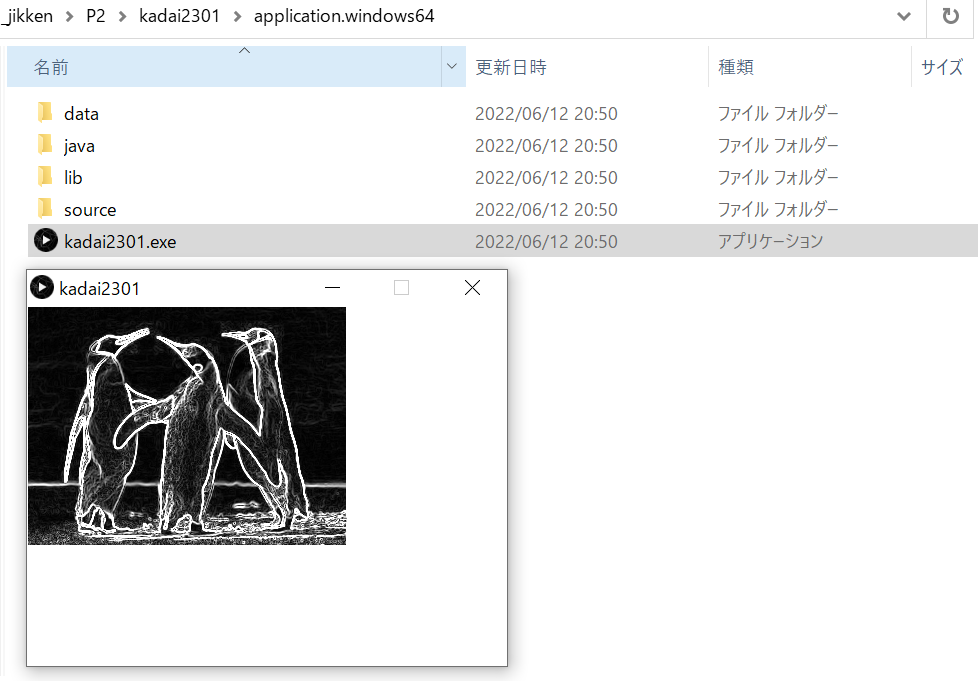 _jikken > P2 > kadai2301 > application.windows64
名前 更新日時 種類 サイズ
data 2022/06/12 20:50 ファイル フォルダー
java 2022/06/12 20:50 ファイル フォルダー
lib 2022/06/12 20:50 ファイル フォルダー
source 2022/06/12 20:50 ファイル フォルダー
kadai2301.exe 2022/06/12 20:50 アプリケーション
kadai2301